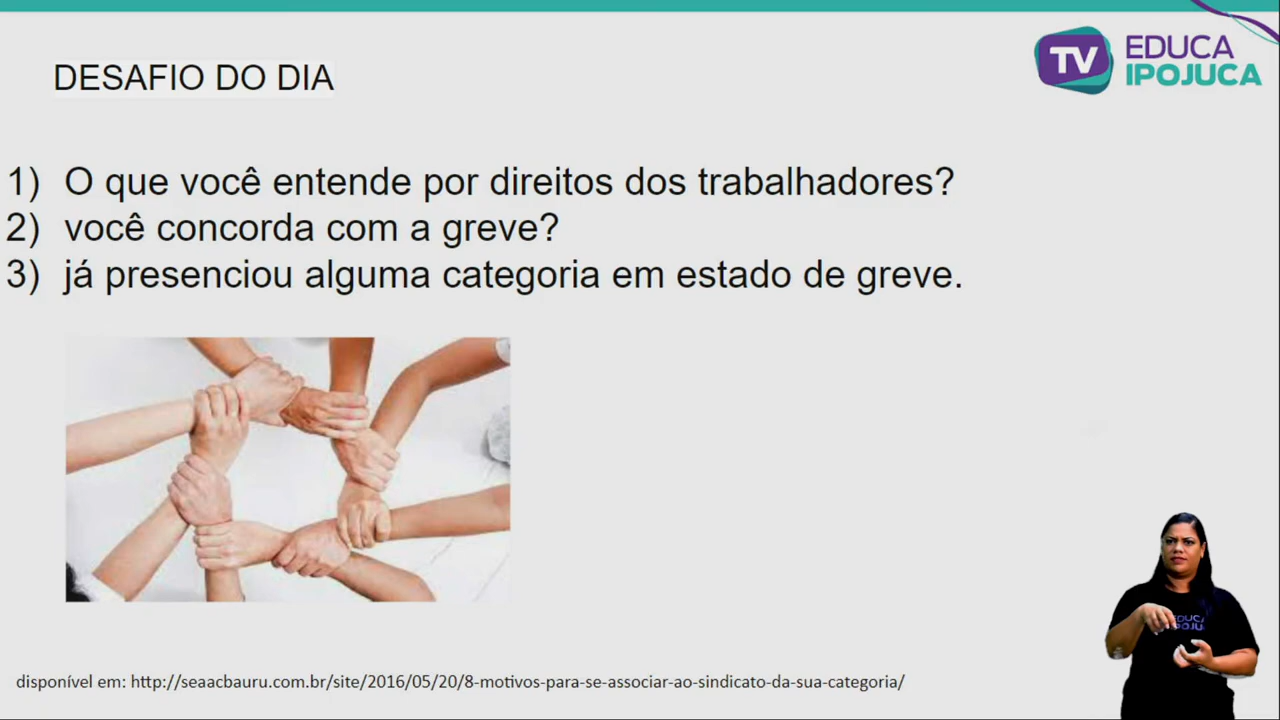 TV EDUCA
IPOJUCA
DESAFIO DO DIA
1) O que você entende por direitos dos trabalhadores?
2) você concorda com a greve?
3) já presenciou alguma categoria em estado de greve.
EDUCA
IPOJU
disponível em: http://seaacbauru.com.br/site/2016/05/20/8-motivos-para-se-associar-ao-sindicato-da-sua-categoria/